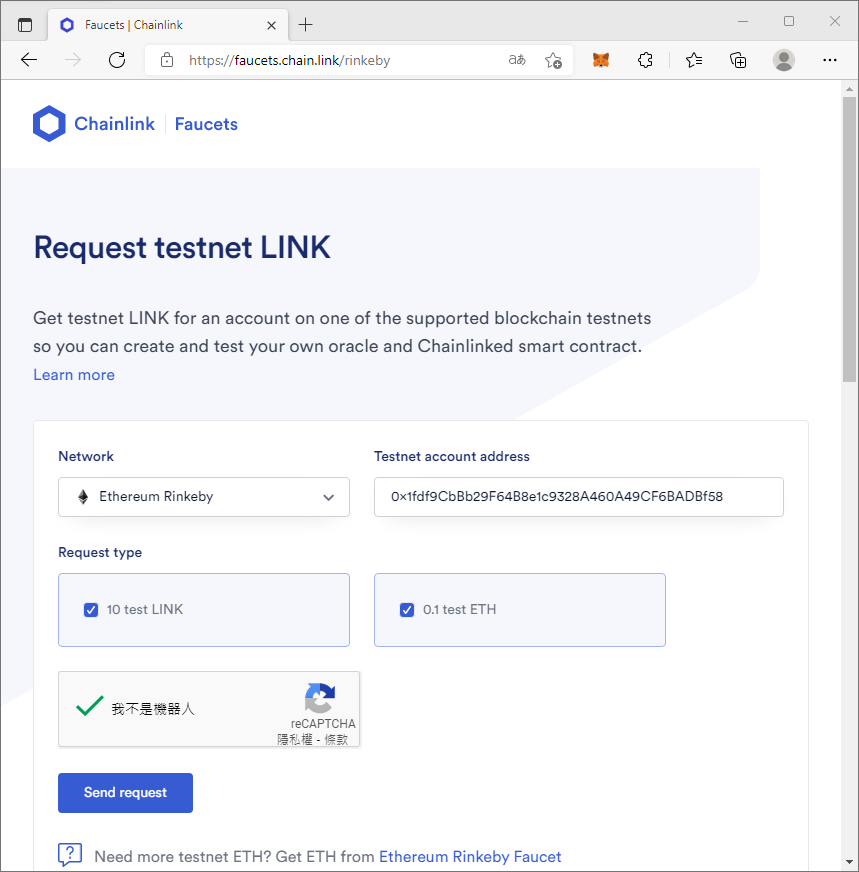 Faucets | Chainlink
https://faucets.chain.link/rinkeby
aあ
Chainlink | Faucets
Request testnet LINK
Get testnet LINK for an account on one of the supported blockchain testnets
so you can create and test your own oracle and Chainlinked smart contract.
Learn more
Network
Testnet account address
Ethereum Rinkeby
0x1fdf9CbBb29F64B8e1c9328A460A49CF6BADBf58
Request type
10 test LINK
0.1 test ETH
我不是機器人
reCAPTCHA
隱私權 - 條款
Send request
Need more testnet ETH? Get ETH from Ethereum Rinkeby Faucet